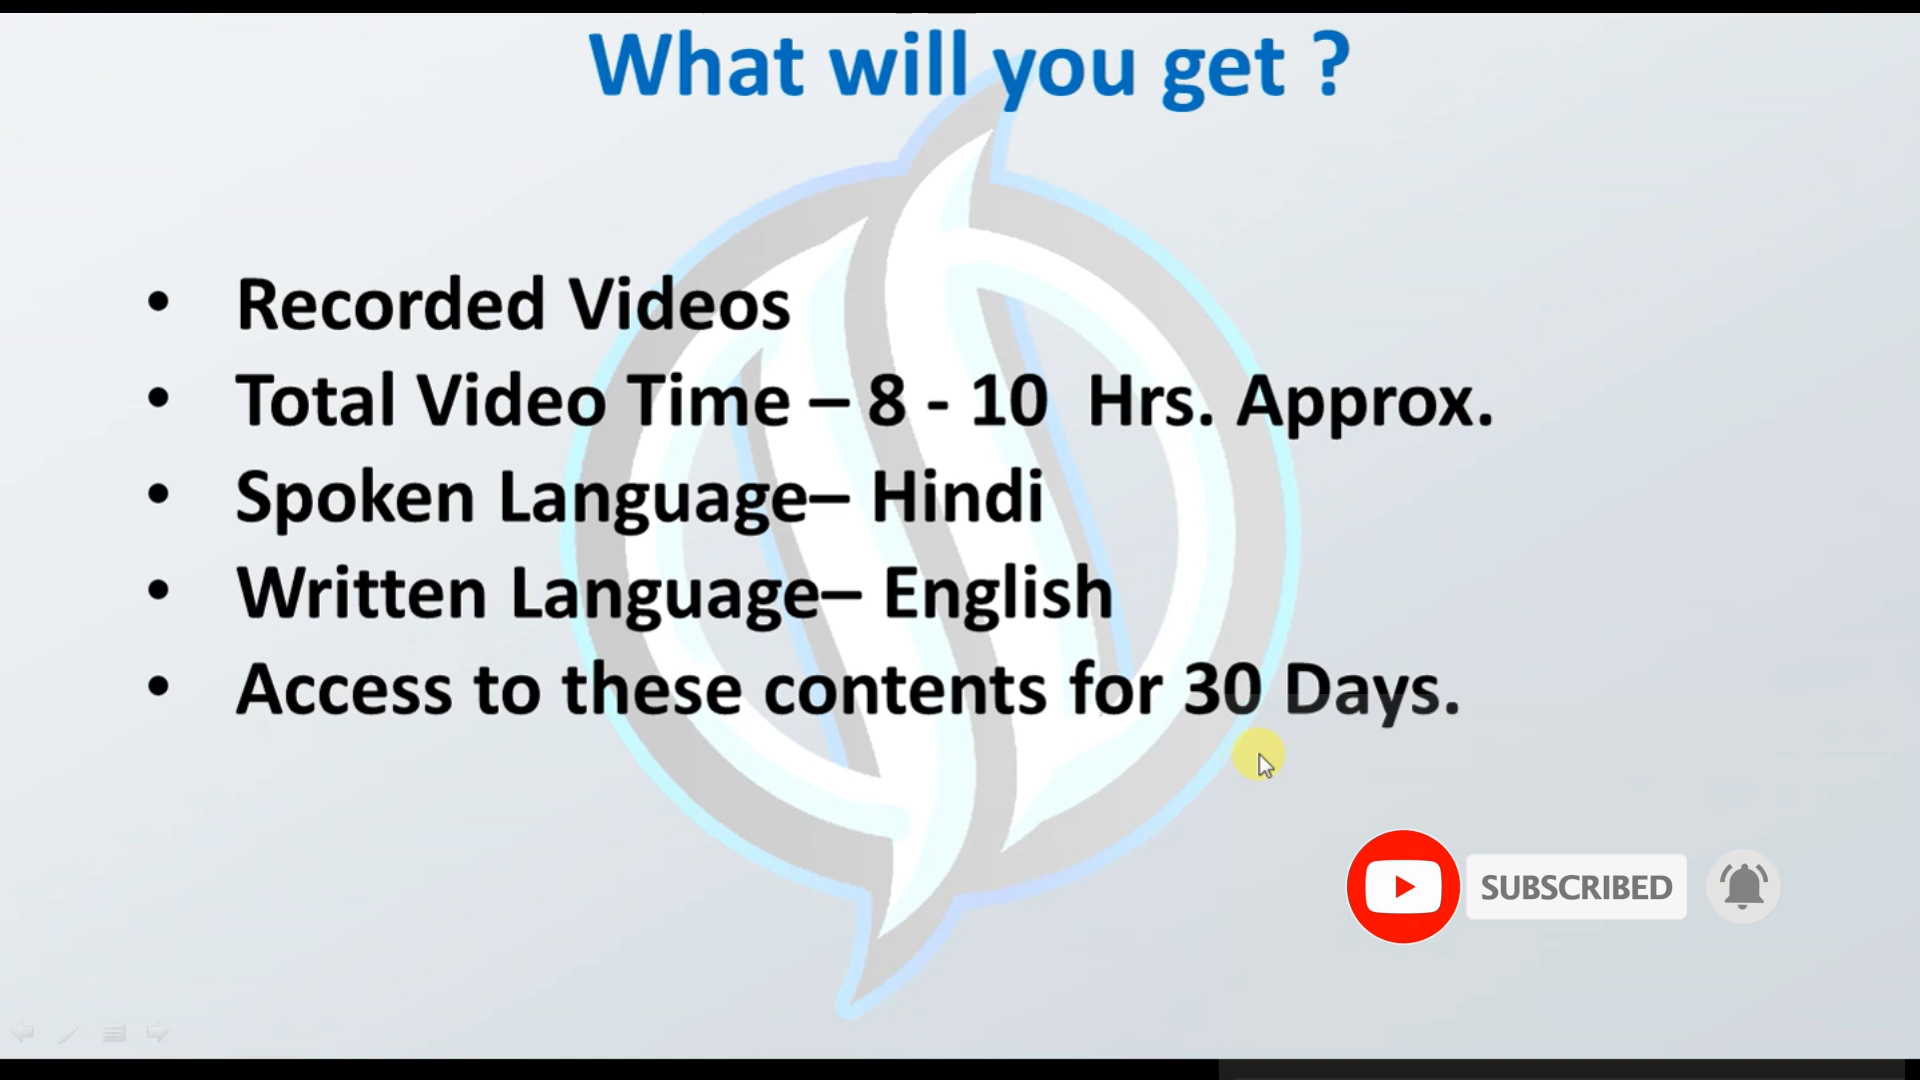 What will you get ?
• Recorded Videos
• Total Video Time – 8 - 10 Hrs. Approx.
• Spoken Language– Hindi
• Written Language– English
• Access to these contents for 30 Days.
SUBSCRIBED